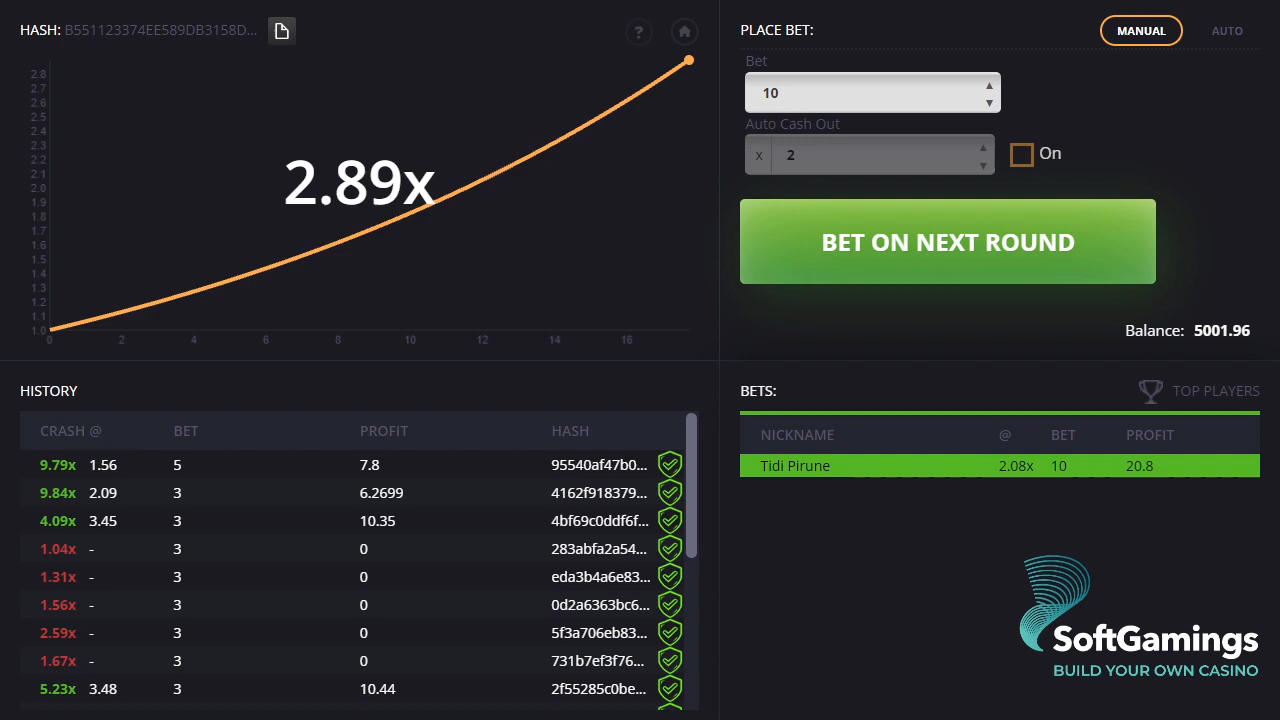 HASH: B551123374EE589DB3158D...
?
2.89x
2.8
2.7
2.6
2.5
2.4
2.3
2.2
2.1
2.0
1.9
1.8
1.7
1.6
1.5
1.4
1.3
1.2
1.1
1.0
0 2 4 6 8 10 12 14 16
PLACE BET:
MANUAL AUTO
Bet
10
Auto Cash Out
x 2
On
BET ON NEXT ROUND
Balance: 5001.96
HISTORY
CRASH @ BET PROFIT HASH
9.79x 1.56 5 7.8 95540af47b0...
9.84x 2.09 3 6.2699 4162f918379...
4.09x 3.45 3 10.35 4bf69c0ddf6f...
1.04x - 3 0 283abfa2a54...
1.31x - 3 0 eda3b4a6e83...
1.56x - 3 0 0d2a6363bc6...
2.59x - 3 0 5f3a706eb83...
1.67x - 3 0 731b7ef3f76...
5.23x 3.48 3 10.44 2f55285c0be...
BETS:
TOP PLAYERS
NICKNAME @ BET PROFIT
Tidi Pirune 2.08x 10 20.8
SoftGamings
BUILD YOUR OWN CASINO